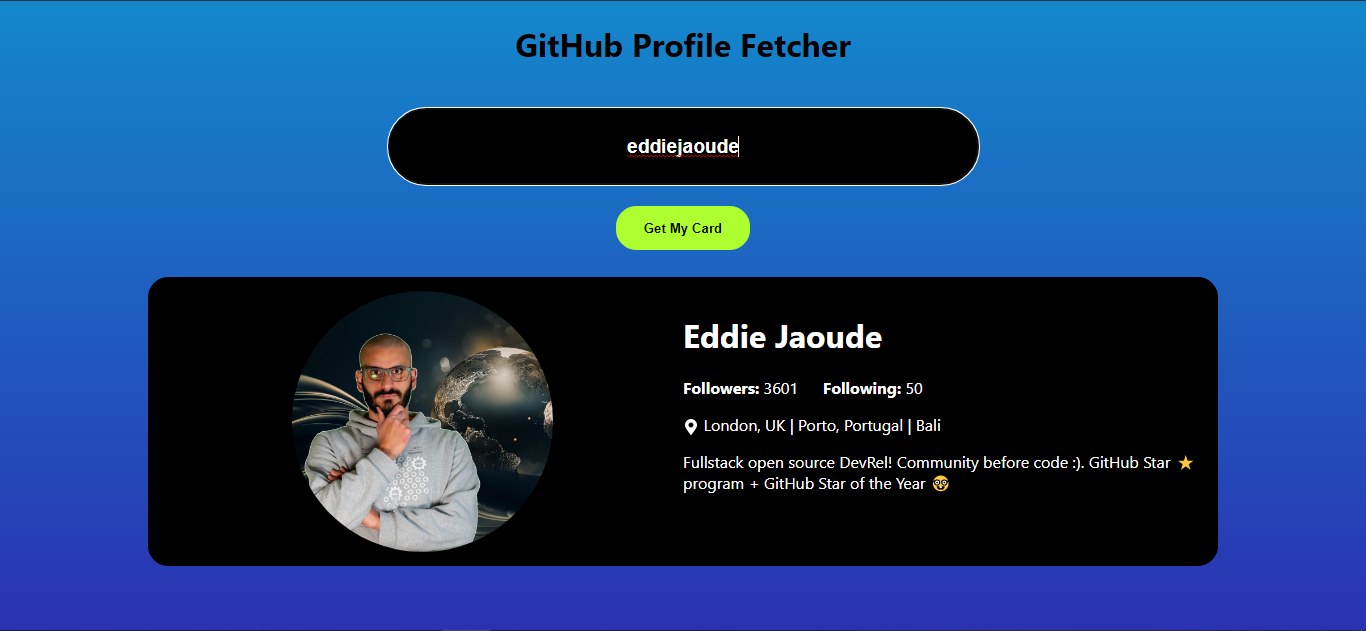 GitHub Profile Fetcher
eddiejaoude
Get My Card
Eddie Jaoude
Followers: 3601 Following: 50
London, UK | Porto, Portugal | Bali
Fullstack open source DevRel! Community before code :). GitHub Star ⭐
program + GitHub Star of the Year 🤓